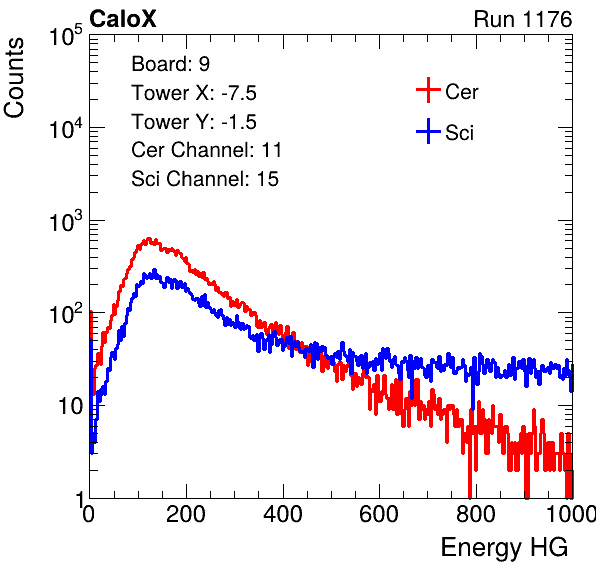 CaloX Run 1176
Counts
10^5
10^4
10^3
10^2
10
1
Board: 9
Tower X: -7.5
Tower Y: -1.5
Cer Channel: 11
Sci Channel: 15
Cer
Sci
0 200 400 600 800 1000
Energy HG